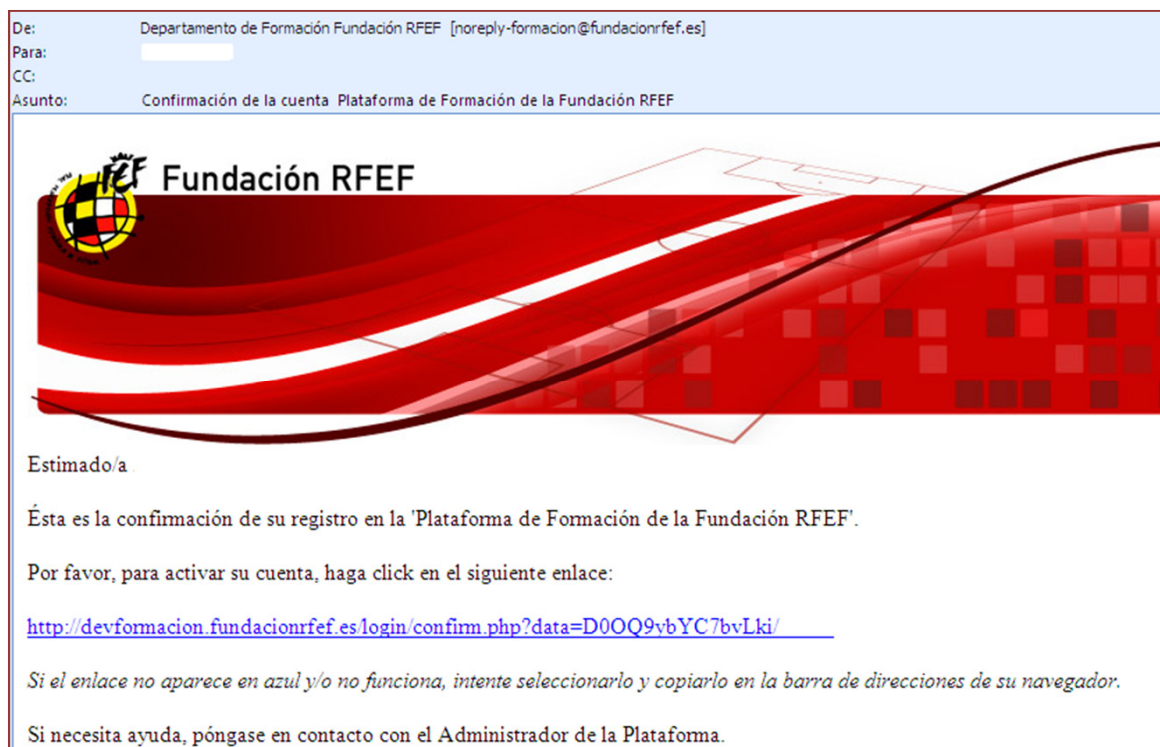 De: Departamento de Formación Fundación RFEF [noreply-formacion@fundacionrfef.es]
Para:
CC:
Asunto: Confirmación de la cuenta Plataforma de Formación de la Fundación RFEF
Fundación RFEF
Estimado/a
Ésta es la confirmación de su registro en la 'Plataforma de Formación de la Fundación RFEF'.
Por favor, para activar su cuenta, haga click en el siguiente enlace:
http://devformacion.fundacionrfef.es/login/confirm.php?data=D0OQ9vbYC7bvLki/
Si el enlace no aparece en azul y/o no funciona, intente seleccionarlo y copiarlo en la barra de direcciones de su navegador.
Si necesita ayuda, póngase en contacto con el Administrador de la Plataforma.